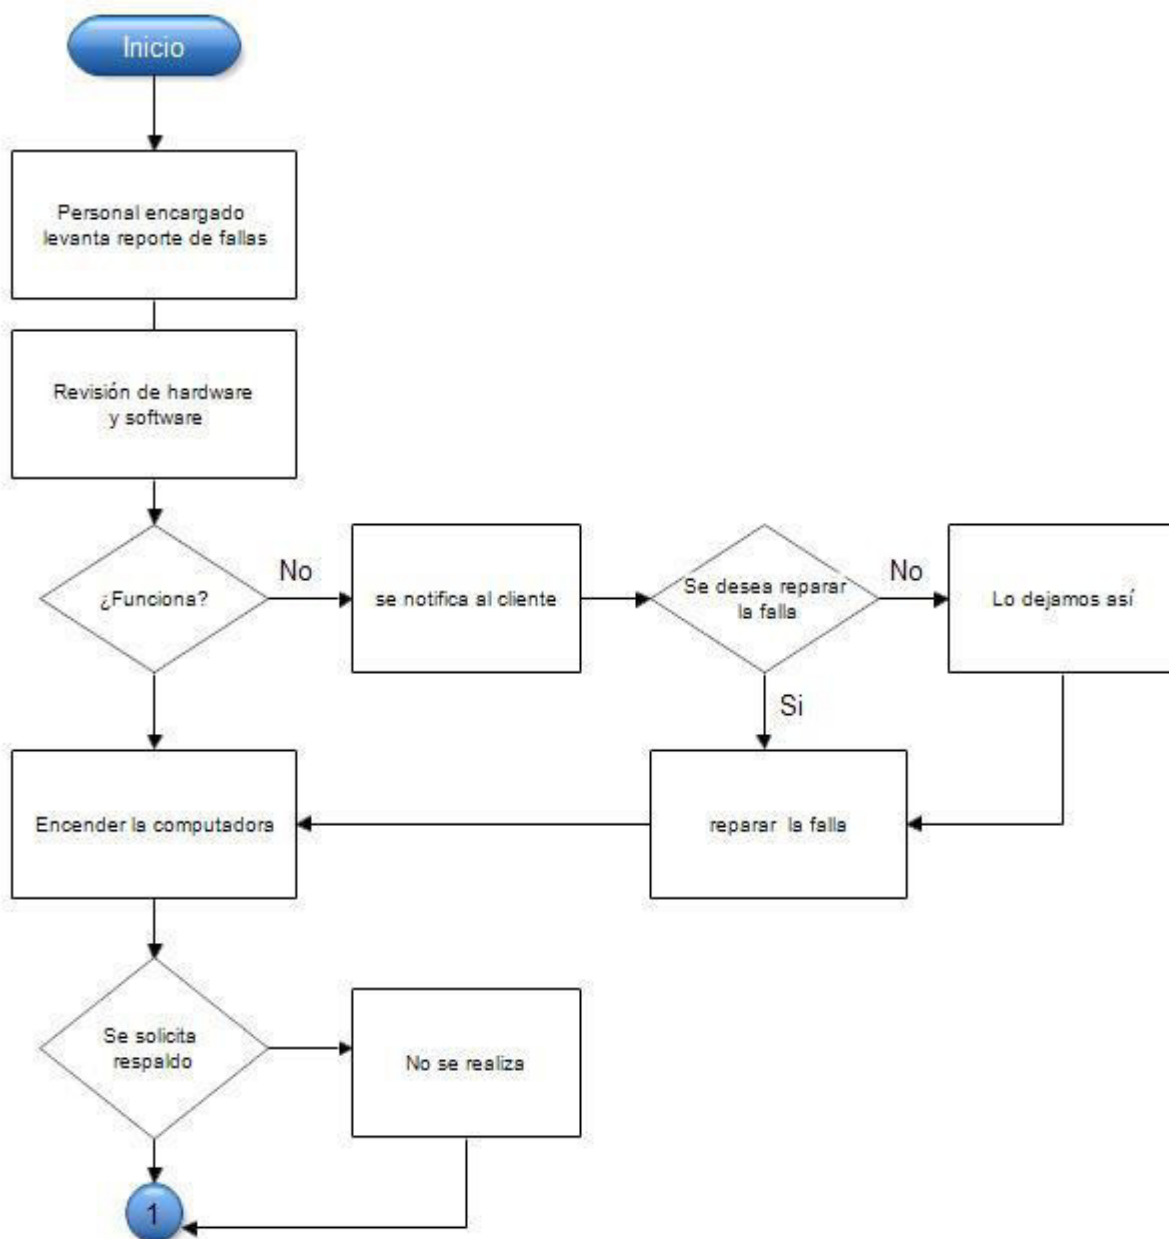 Inicio
Personal encargado
levanta reporte de fallas
Revisión de hardware
y software
¿Funciona?
No
se notifica al cliente
Se desea reparar
la falla
No
Lo dejamos así
Si
Encender la computadora
reparar la falla
Se solicita
respaldo
No se realiza
1